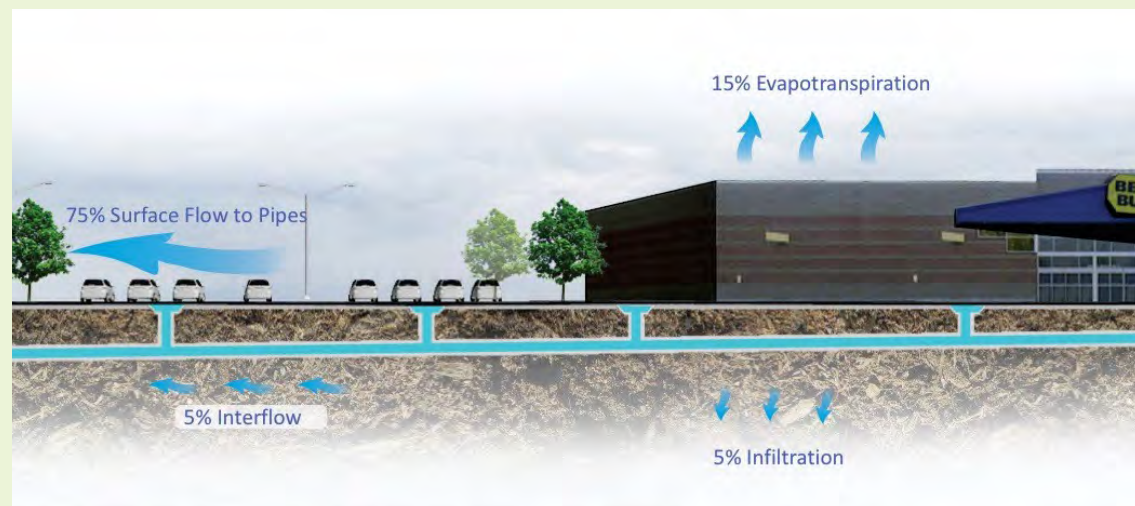 15% Evapotranspiration
75% Surface Flow to Pipes
5% Interflow
5% Infiltration